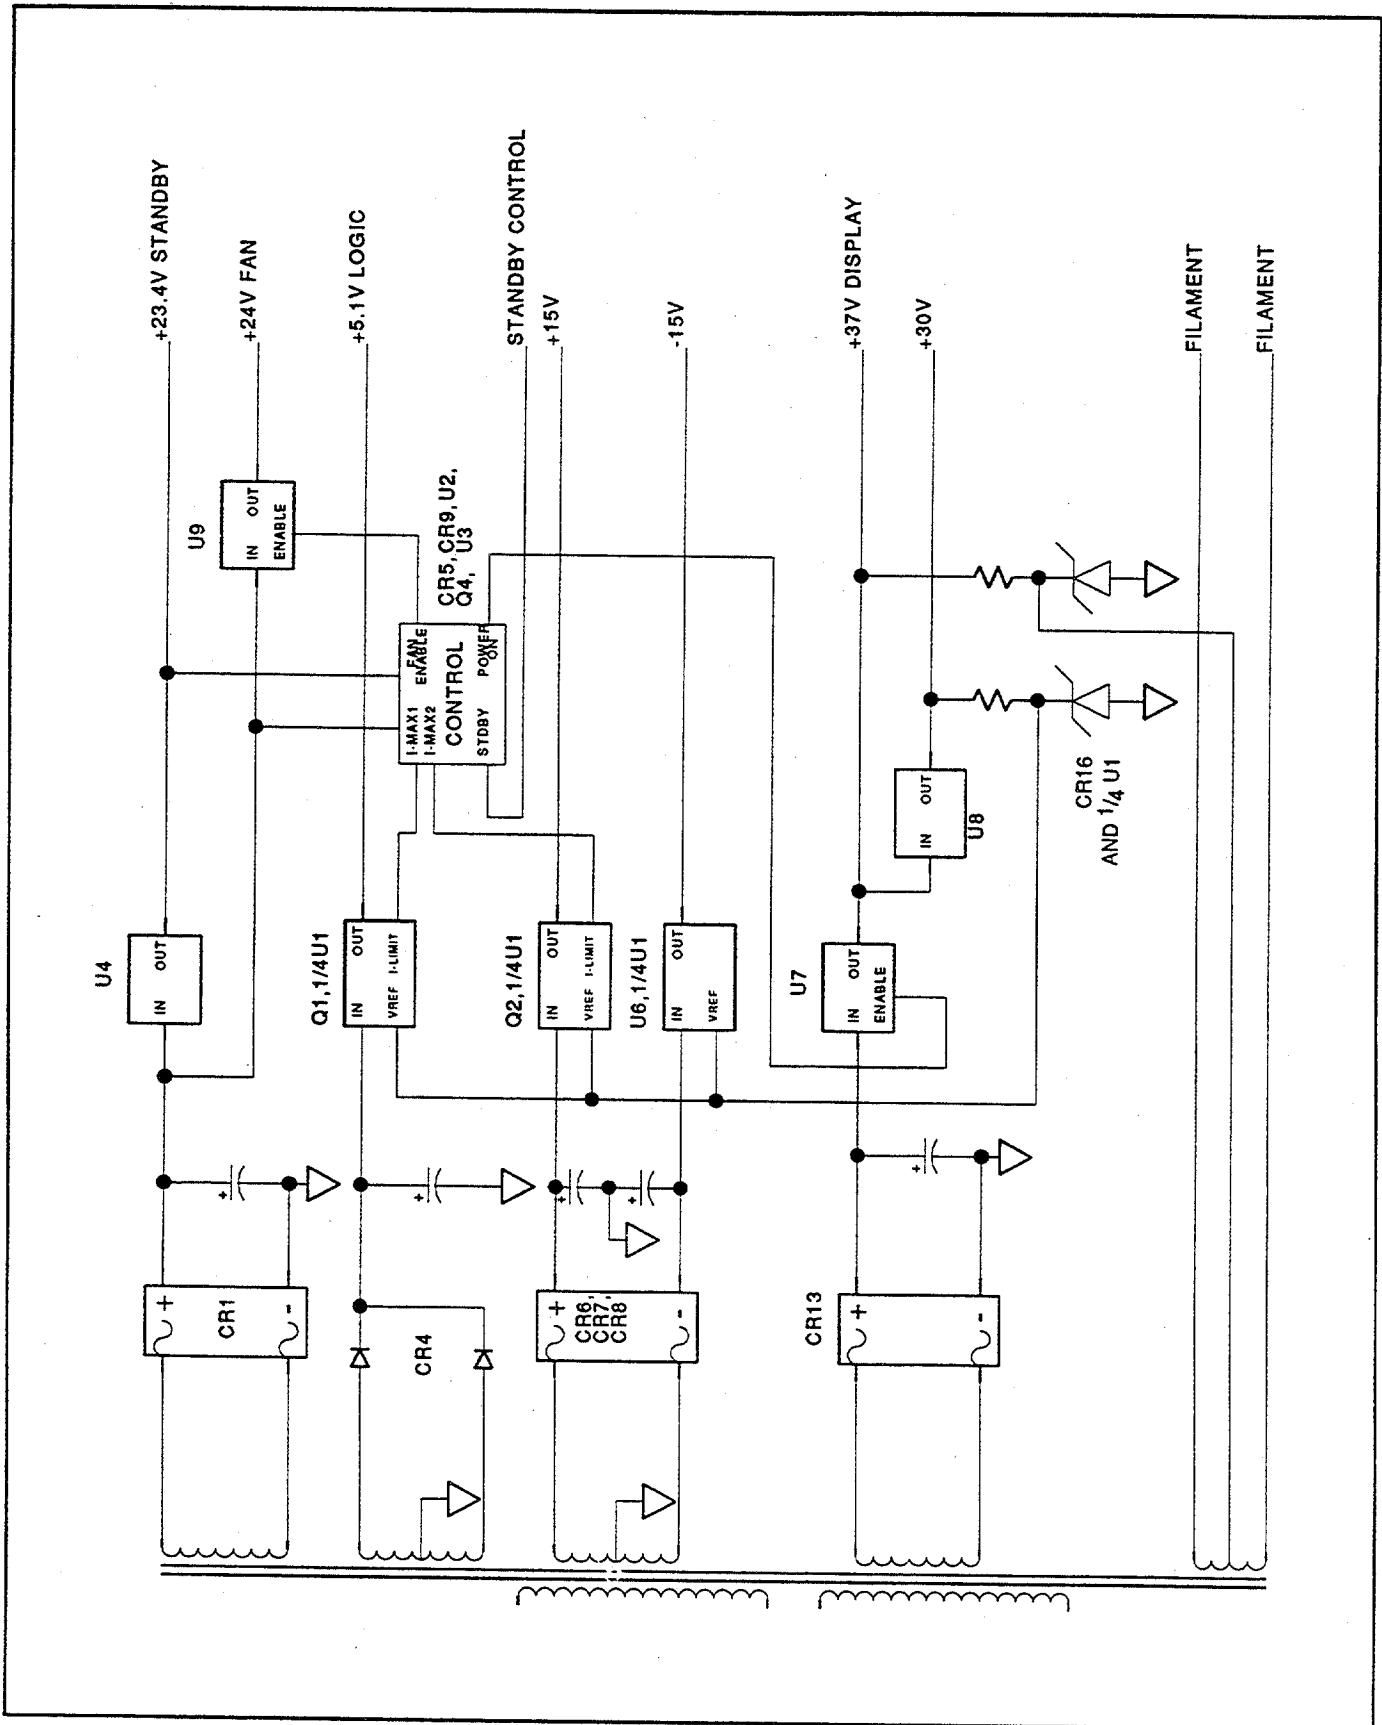 +23.4V STANDBY
+24V FAN
+5.1V LOGIC
STANDBY CONTROL
+15V
-15V
+37V DISPLAY
+30V
FILAMENT
FILAMENT
U9
IN OUT
ENABLE
CR5,CR9,U2,
Q4, U3
I-MAX1
I-MAX2
FAN
ENABLE
CONTROL
STDBY
POWER
ON
U4
IN OUT
Q1,1/4U1
IN OUT
VREF I-LIMIT
Q2,1/4U1
IN OUT
VREF I-LIMIT
U6,1/4U1
IN OUT
VREF
U7
IN OUT
ENABLE
IN OUT
U8
CR16
AND 1/4 U1
+
+
+
+
+
+
CR1
-
CR4
+
CR6,
CR7,
CR8
-
CR13
+
-